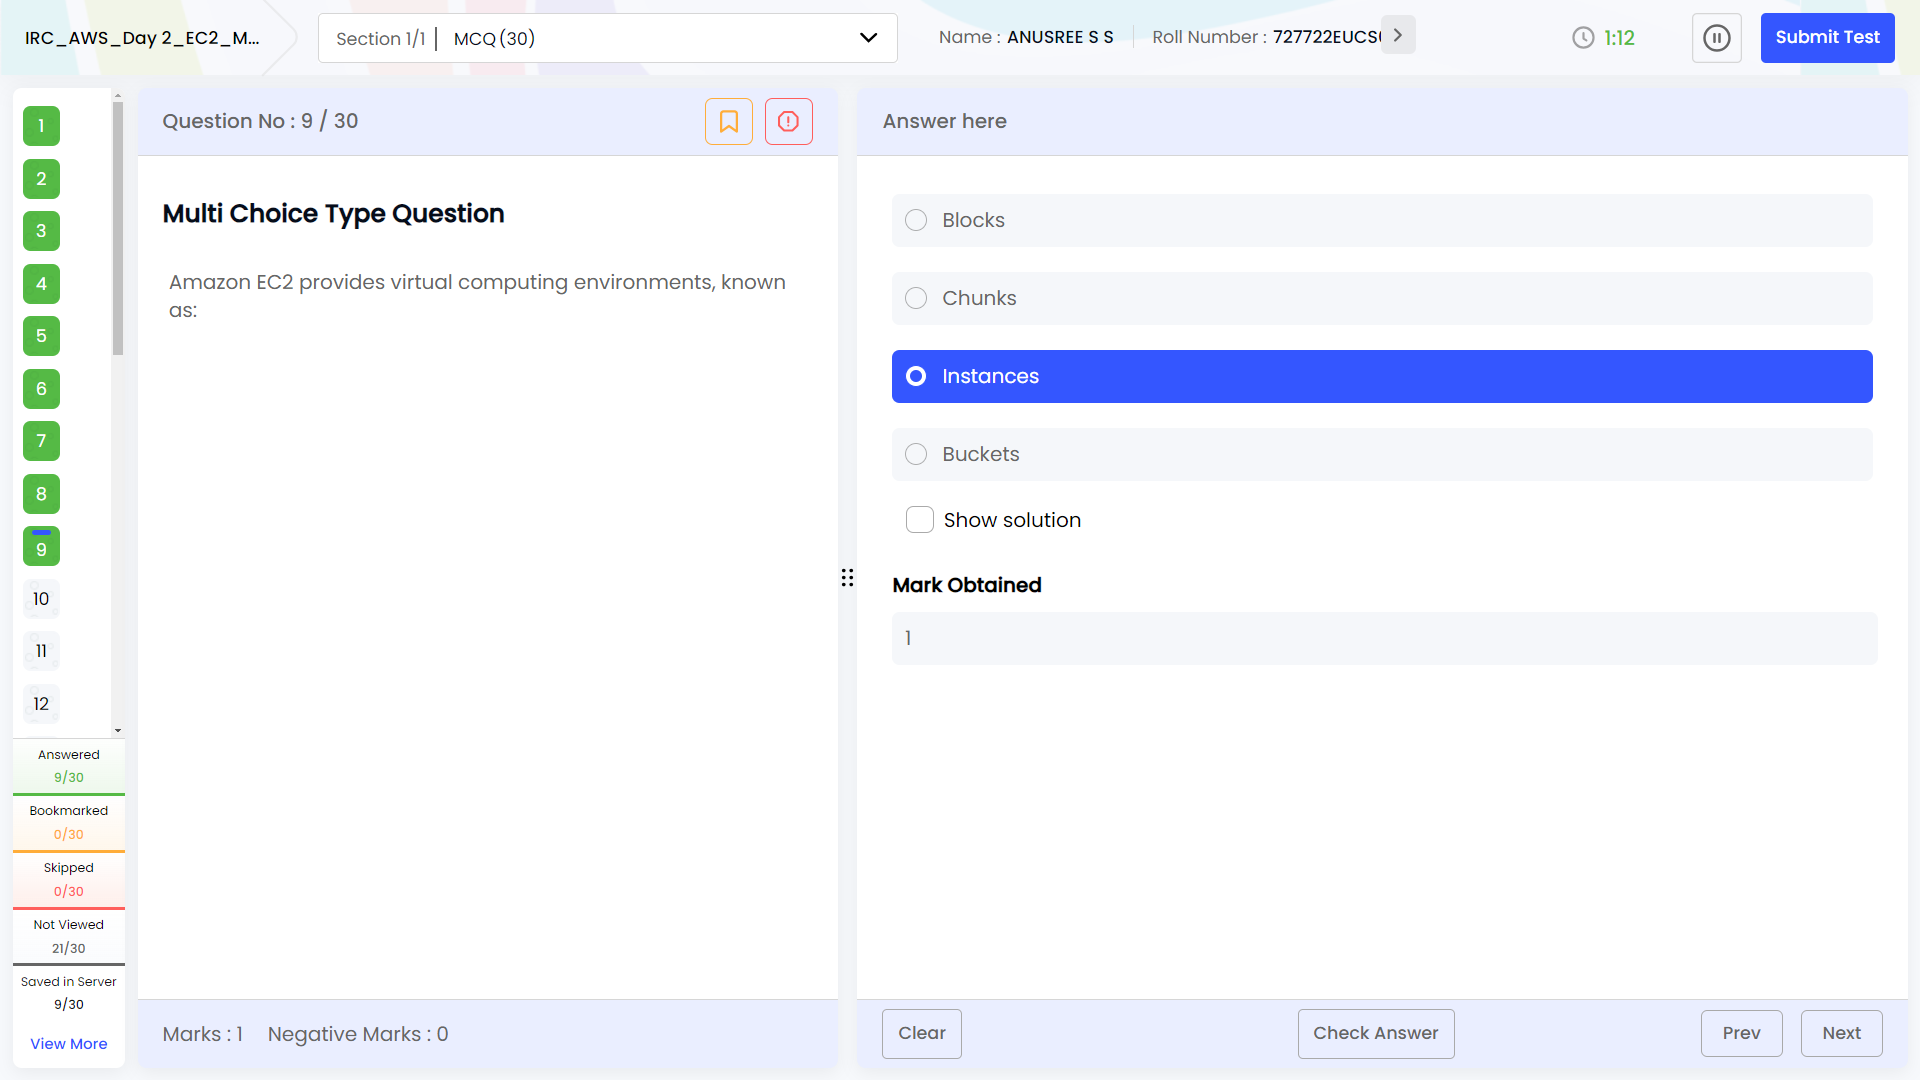 IRC_AWS_Day 2_EC2_M...
Section 1/1 | MCQ (30)
Name : ANUSREE S S
Roll Number :
1:12
Submit Test
1
2
3
4
5
6
7
8
9
10
11
12
Answered
9/30
Bookmarked
0/30
Skipped
0/30
Not Viewed
21/30
Saved in Server
9/30
View More
Question No : 9 / 30
Multi Choice Type Question
Amazon EC2 provides virtual computing environments, known
as:
Marks : 1 Negative Marks : 0
Answer here
Blocks
Chunks
Instances
Buckets
Show solution
Mark Obtained
1
Clear
Check Answer
Prev
Next